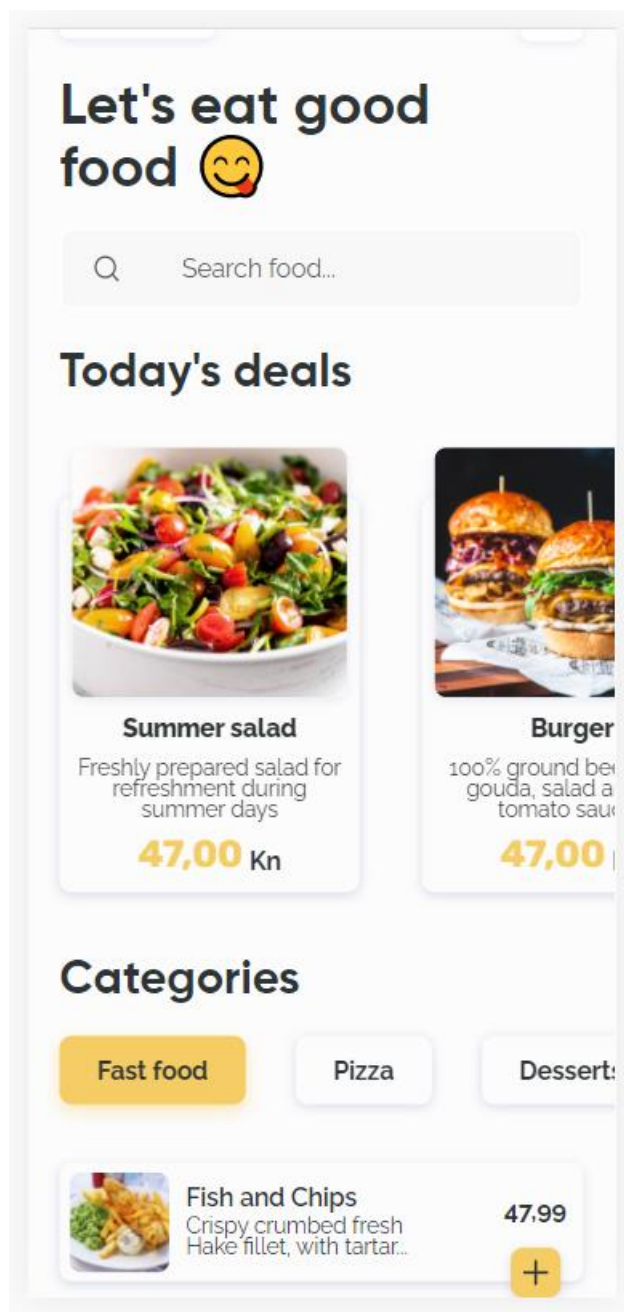 Let's eat good
food 😋
Search food...
Today's deals
Summer salad
Freshly prepared salad for
refreshment during
summer days
47,00 Kn
Burger
100% ground bee
gouda, salad a
tomato sau
47,00
Categories
Fast food
Pizza
Desserts
Fish and Chips
Crispy crumbed fresh
Hake fillet, with tartar...
47,99
+